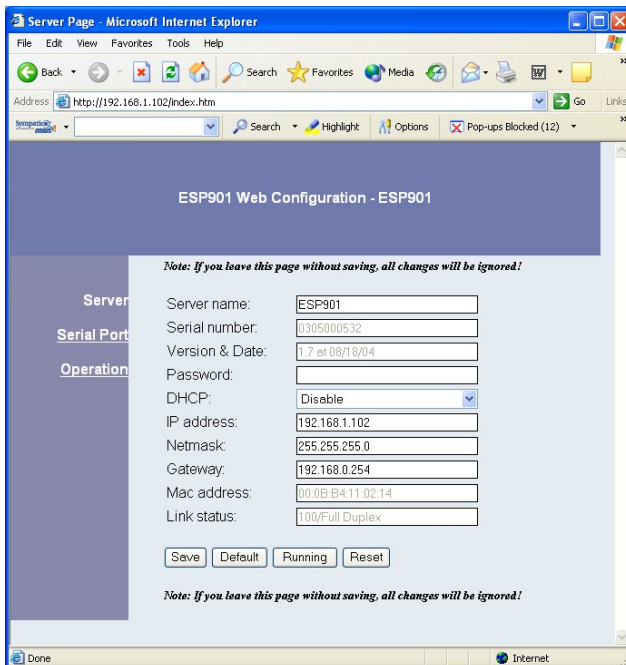 Server Page - Microsoft Internet Explorer
File Edit View Favorites Tools Help
Back Search Favorites Media W
Address http://192.168.1.102/index.htm Go Links
Sympatico Search Highlight Options Pop-ups Blocked (12)
ESP901 Web Configuration - ESP901
Note: If you leave this page without saving, all changes will be ignored!
Server
Serial Port
Operation
Server name: ESP901
Serial number: 0305000532
Version & Date: 1.7 at 08/18/04
Password:
DHCP: Disable
IP address: 192.168.1.102
Netmask: 255.255.255.0
Gateway: 192.168.0.254
Mac address: 00:0B:B4:11:02:14
Link status: 100/Full Duplex
Save Default Running Reset
Note: If you leave this page without saving, all changes will be ignored!
Done Internet